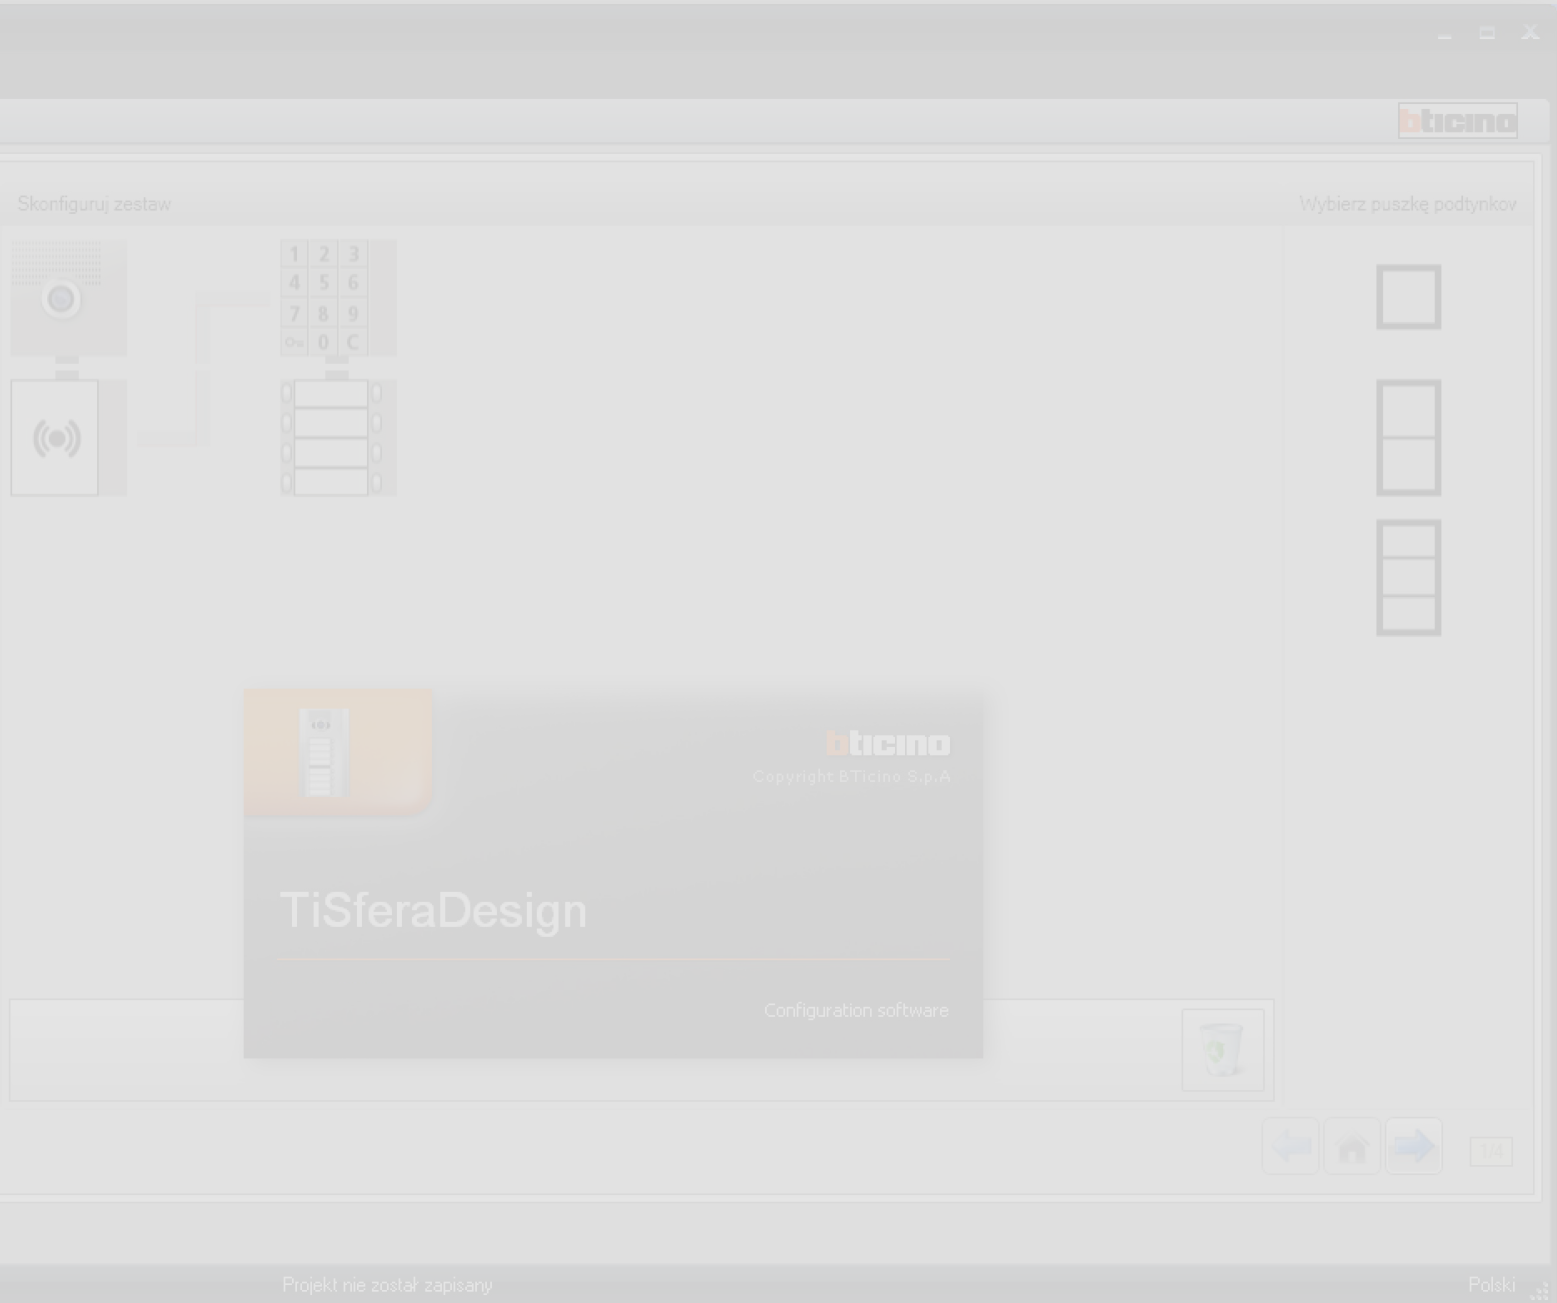 bticino
Skonfiguruj zestaw
Wybierz puszkę podtynkov
1 2 3
4 5 6
7 8 9
0 C
bticino
Copyright BTicino S.p.A
TiSferaDesign
Configuration software
1/4
Projekt nie został zapisany
Polski